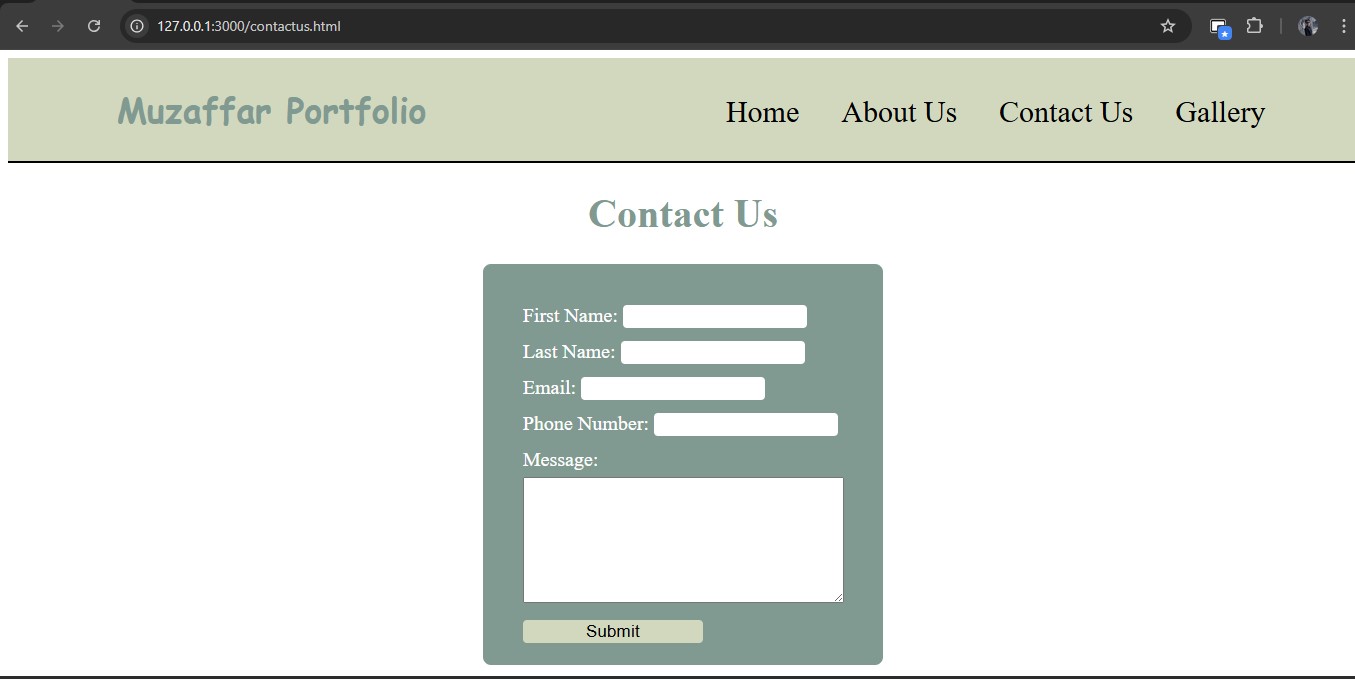 127.0.0.1:3000/contactus.html
Muzaffar Portfolio Home About Us Contact Us Gallery
Contact Us
First Name:
Last Name:
Email:
Phone Number:
Message:
Submit